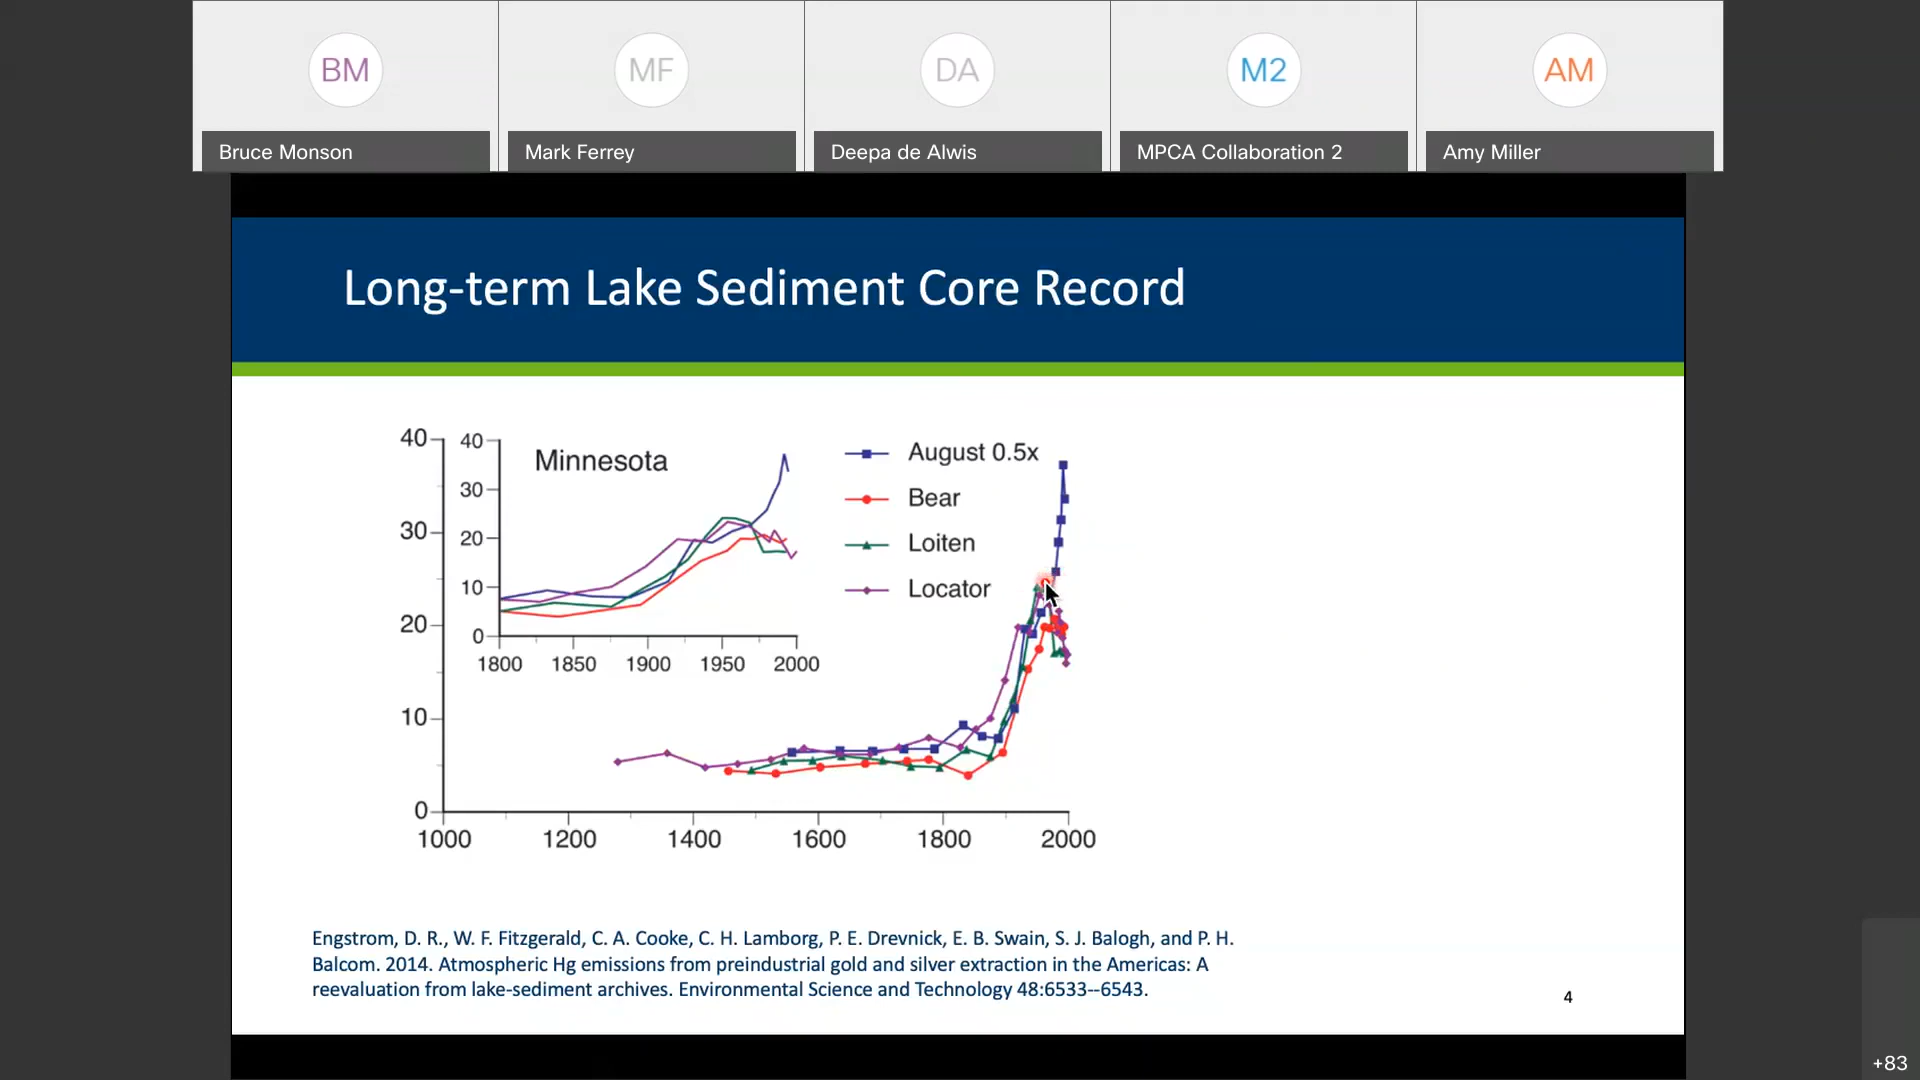 BM
MF
DA
M2
AM
Bruce Monson
Mark Ferrey
Deepa de Alwis
MPCA Collaboration 2
Amy Miller
Long-term Lake Sediment Core Record
40
30
20
10
0
1000
1200
1400
1600
1800
2000
Minnesota
40
30
20
10
0
1800
1850
1900
1950
2000
August 0.5x
Bear
Loiten
Locator
Engstrom, D. R., W. F. Fitzgerald, C. A. Cooke, C. H. Lamborg, P. E. Drevnick, E. B. Swain, S. J. Balogh, and P. H.
Balcom. 2014. Atmospheric Hg emissions from preindustrial gold and silver extraction in the Americas: A
reevaluation from lake-sediment archives. Environmental Science and Technology 48:6533--6543.
4
+83